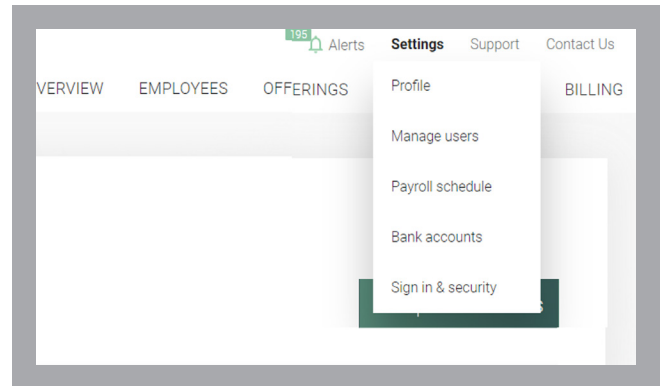 195
Alerts Settings Support Contact Us
VERVIEW EMPLOYEES OFFERINGS BILLING
Profile
Manage users
Payroll schedule
Bank accounts
Sign in & security